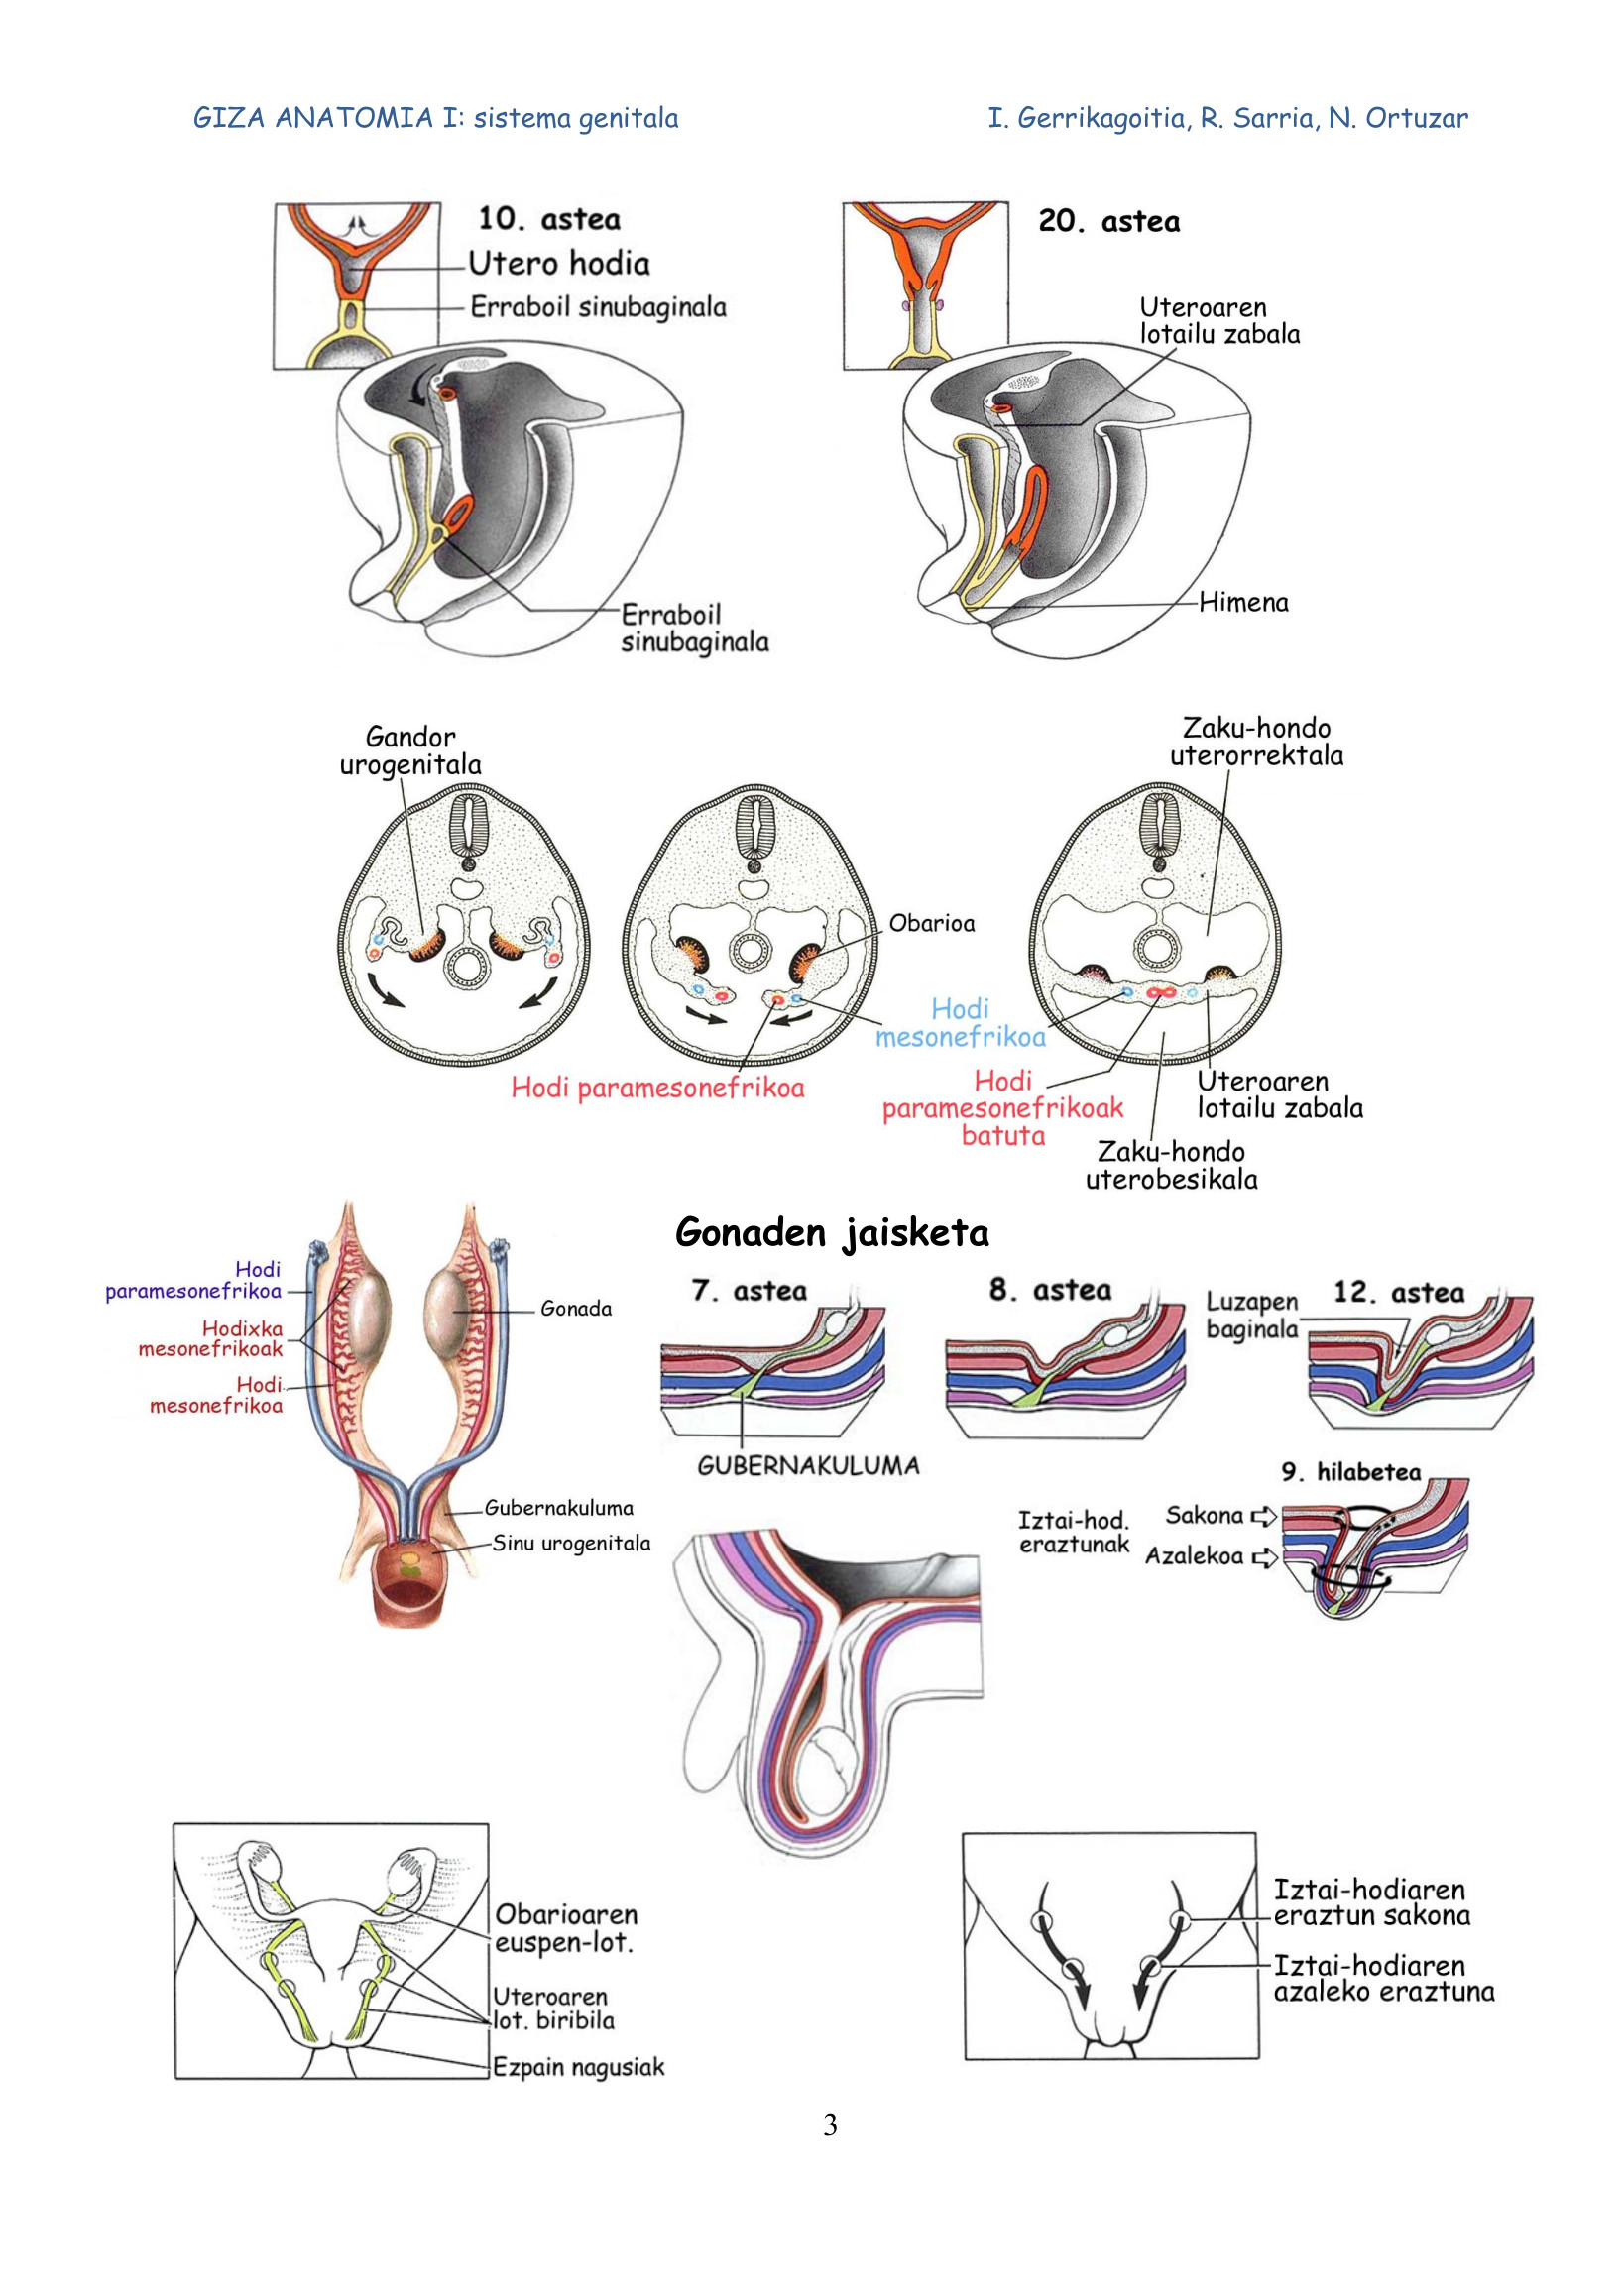 GIZA ANATOMIA I: sistema genitala
I. Gerrikagoitia, R. Sarria, N. Ortuzar
10. astea
Utero hodia
Erraboil sinubaginala
Erraboil
sinubaginala
20. astea
Uteroaren
lotailu zabala
Himena
Gandor
urogenitala
Obarioa
Zaku-hondo
uterorrektala
Hodi
mesonefrikoa
Hodi paramesonefrikoa
Hodi
paramesonefrikoak
batuta
Uteroaren
lotailu zabala
Zaku-hondo
uterobesikala
Gonaden jaisketa
Hodi
paramesonefrikoa
Hodixka
mesonefrikoak
Hodi
mesonefrikoa
Gonada
Gubernakuluma
Sinu urogenitala
7. astea
GUBERNAKULUMA
8. astea
Luzapen
baginala
12. astea
9. hilabetea
Iztai-hod.
eraztunak
Sakona
Azalekoa
Obarioaren
euspen-lot.
Uteroaren
lot. biribila
Ezpain nagusiak
Iztai-hodiaren
eraztun sakona
Iztai-hodiaren
azaleko eraztuna
3